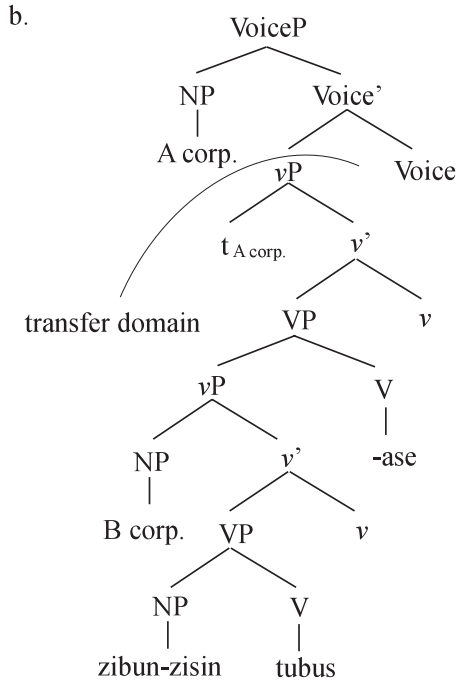 b.
VoiceP
NP Voice’
A corp. vP Voice
t A corp. v’
transfer domain VP v
vP V
NP v’ -ase
B corp. VP v
NP V
zibun-zisin tubus